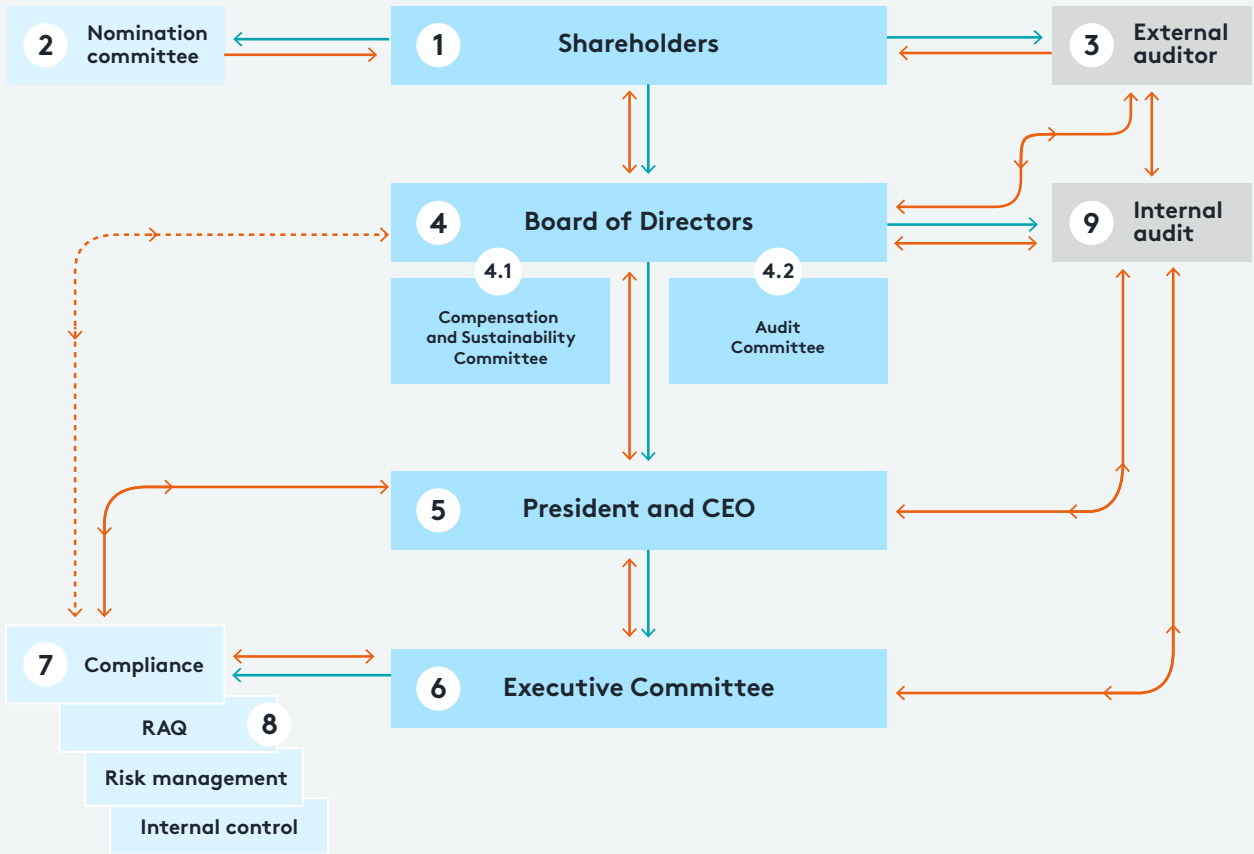 2
Nomination
committee
1
Shareholders
3
External
auditor
4
Board of Directors
9
Internal
audit
4.1
Compensation
and Sustainability
Committee
4.2
Audit
Committee
5
President and CEO
7
Compliance
6
Executive Committee
RAQ
8
Risk management
Internal control